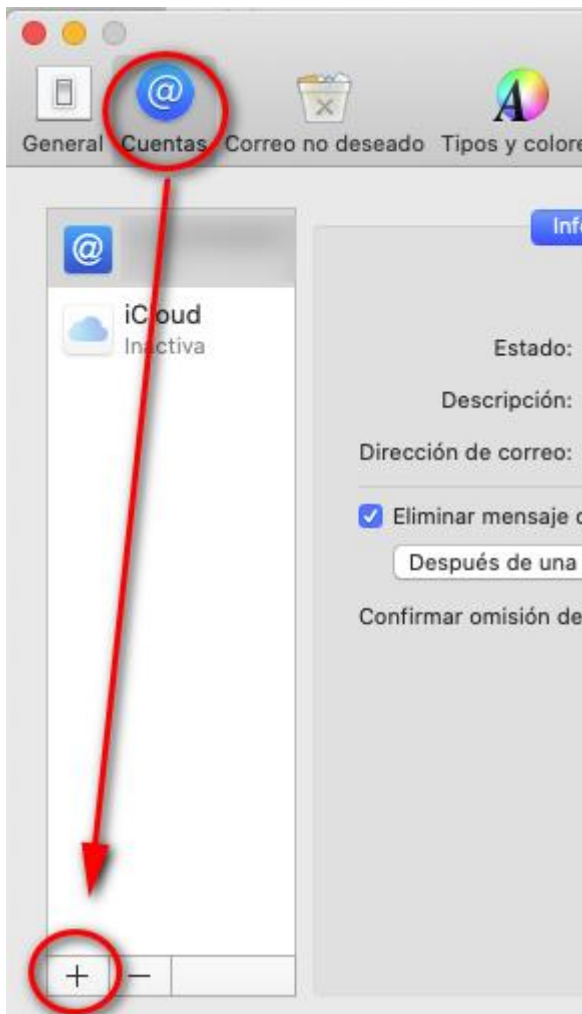 General Cuentas Correo no deseado Tipos y colore
Info
iCloud
Inactiva
Estado:
Descripción:
Dirección de correo:
Eliminar mensaje
Después de una
Confirmar omisión de